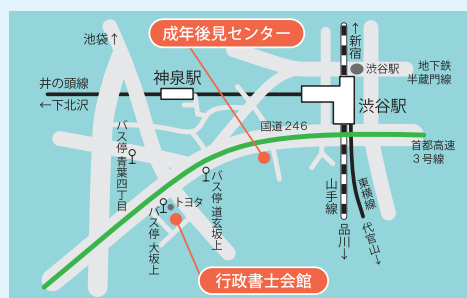 成年後見センター
池袋↑
↑新宿
渋谷駅
地下鉄
半蔵門線
神泉駅
井の頭線
←下北沢
渋谷駅
国道246
首都高速
3号線
バス停 青葉四丁目
バス停 道玄坂上
トヨタ
バス停 大坂上
山手線
品川↓
東横線
代官山↓
行政書士会館